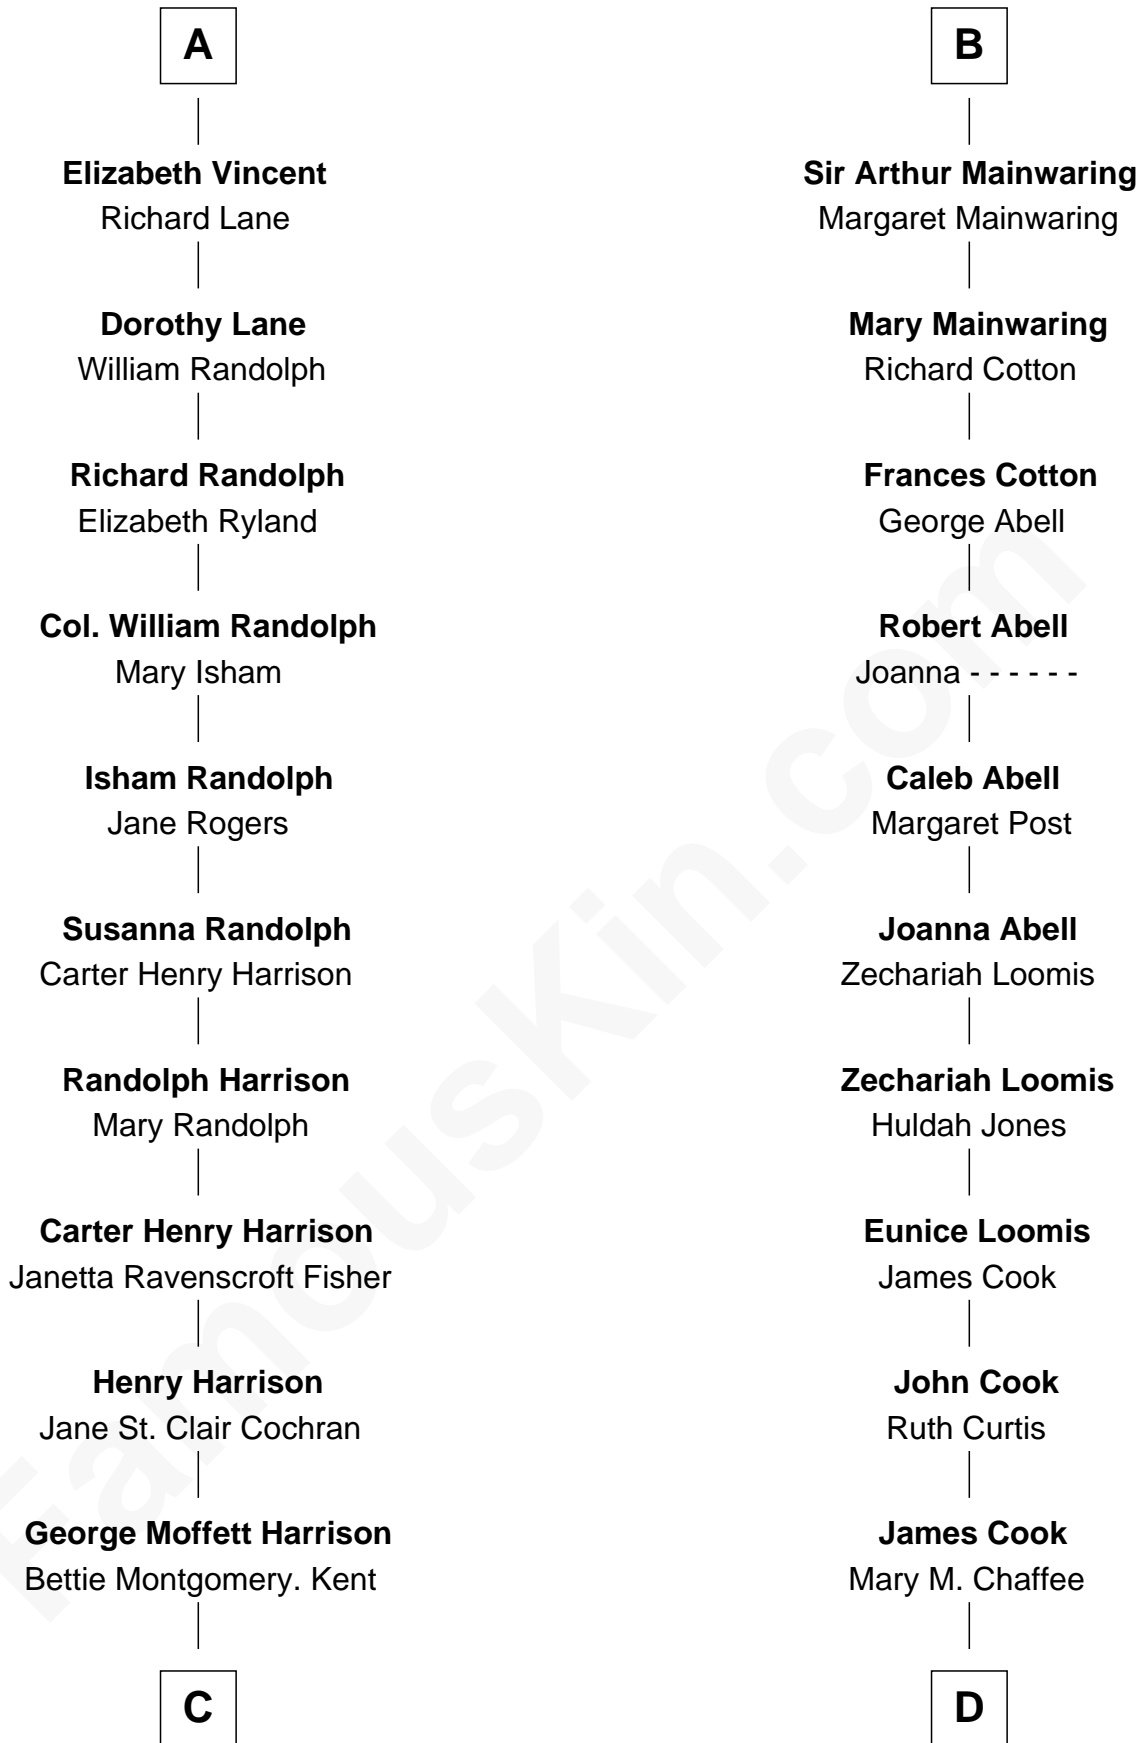 A
Elizabeth Vincent
Richard Lane
Dorothy Lane
William Randolph
Richard Randolph
Elizabeth Ryland
Col. William Randolph
Mary Isham
Isham Randolph
Jane Rogers
Susanna Randolph
Carter Henry Harrison
Randolph Harrison
Mary Randolph
Carter Henry Harrison
Janetta Ravenscroft Fisher
Henry Harrison
Jane St. Clair Cochran
George Moffett Harrison
Bettie Montgomery. Kent
C
B
Sir Arthur Mainwaring
Margaret Mainwaring
Mary Mainwaring
Richard Cotton
Frances Cotton
George Abell
Robert Abell
Joanna - - - - - -
Caleb Abell
Margaret Post
Joanna Abell
Zechariah Loomis
Zechariah Loomis
Huldah Jones
Eunice Loomis
James Cook
John Cook
Ruth Curtis
James Cook
Mary M. Chaffee
D
FamousKin.com